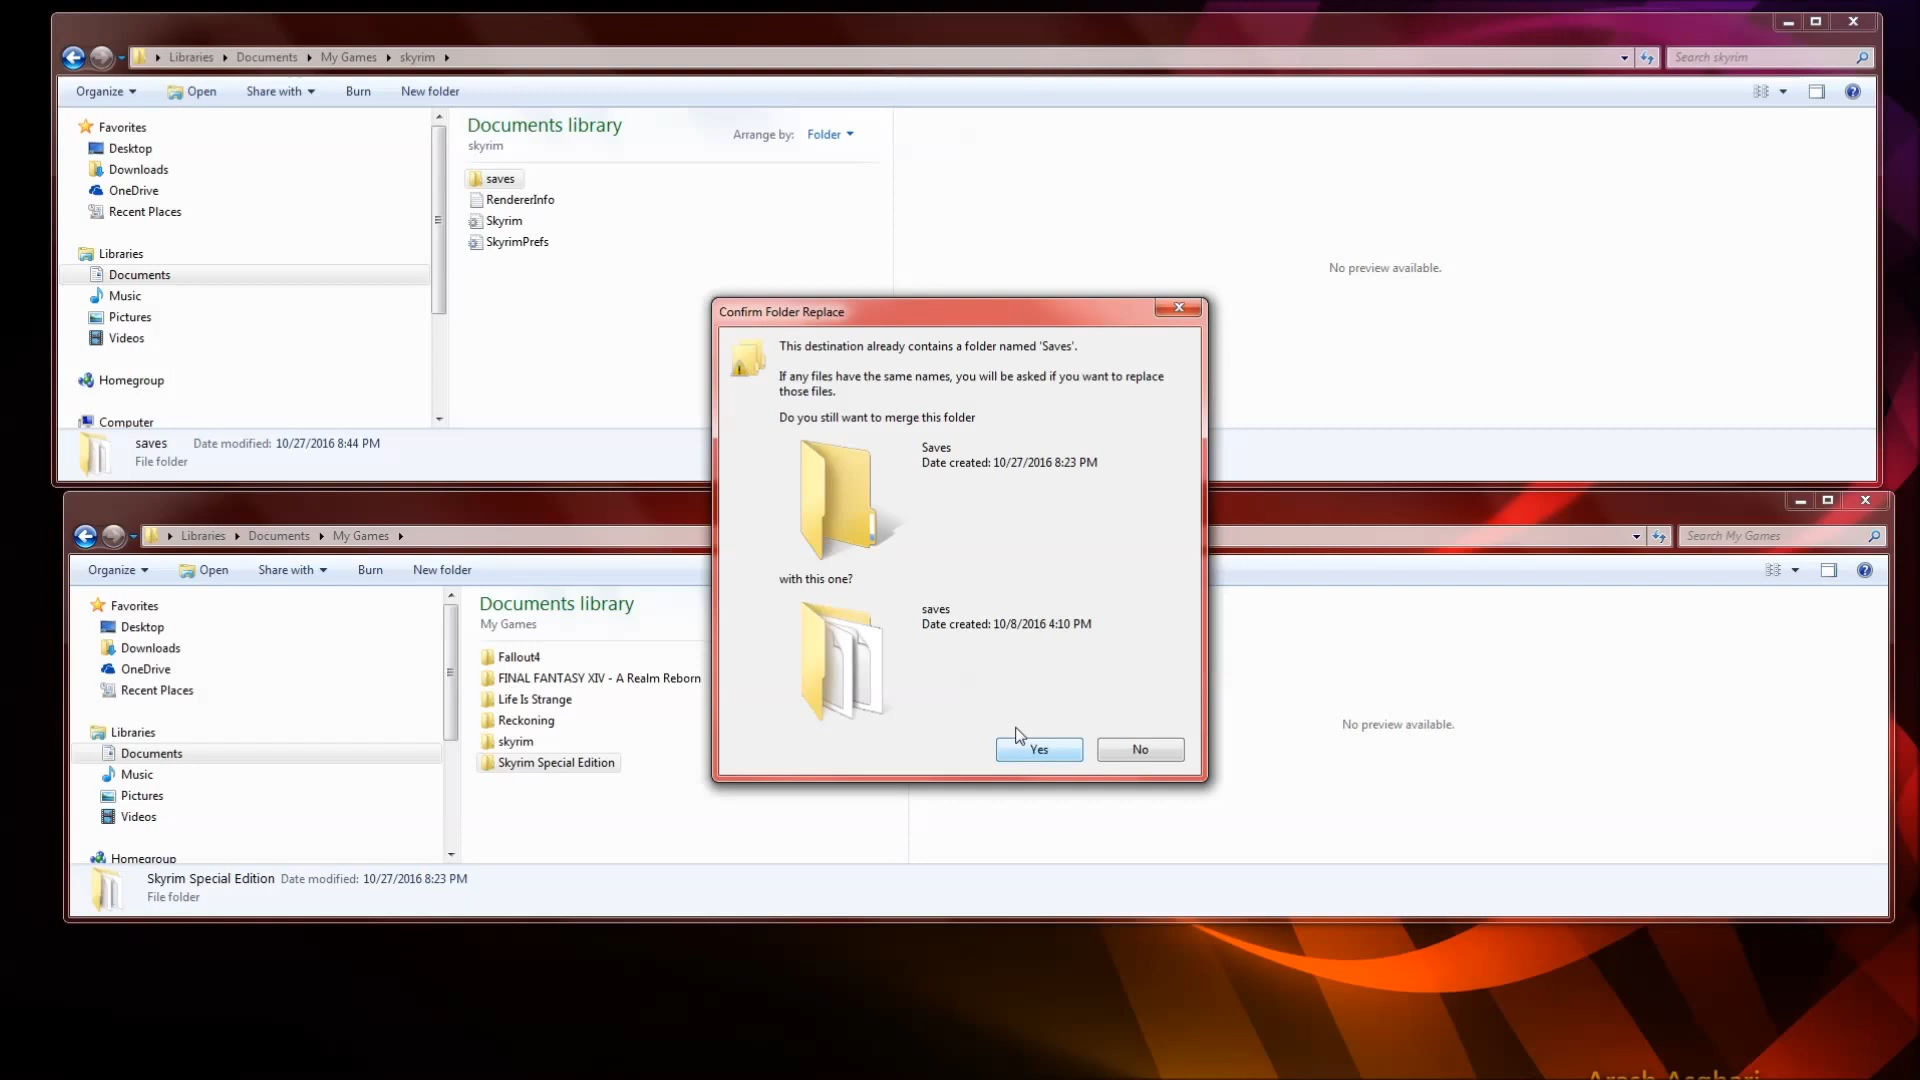 Libraries Documents My Games skyrim
Search skyrim
Organize Open Share with Burn New folder
Favorites
Desktop
Downloads
OneDrive
Recent Places
Libraries
Documents
Music
Pictures
Videos
Homegroup
Computer
Documents library
skyrim
Arrange by: Folder
saves
RendererInfo
Skyrim
SkyrimPrefs
No preview available.
saves Date modified: 10/27/2016 8:44 PM
File folder
Confirm Folder Replace
This destination already contains a folder named 'Saves'.
If any files have the same names, you will be asked if you want to replace
those files.
Do you still want to merge this folder
Saves
Date created: 10/27/2016 8:23 PM
with this one?
saves
Date created: 10/8/2016 4:10 PM
Yes No
Libraries Documents My Games
Search My Games
Organize Open Share with Burn New folder
Favorites
Desktop
Downloads
OneDrive
Recent Places
Libraries
Documents
Music
Pictures
Videos
Homegroup
Documents library
My Games
Fallout4
FINAL FANTASY XIV - A Realm Reborn
Life Is Strange
Reckoning
skyrim
Skyrim Special Edition
No preview available.
Skyrim Special Edition Date modified: 10/27/2016 8:23 PM
File folder